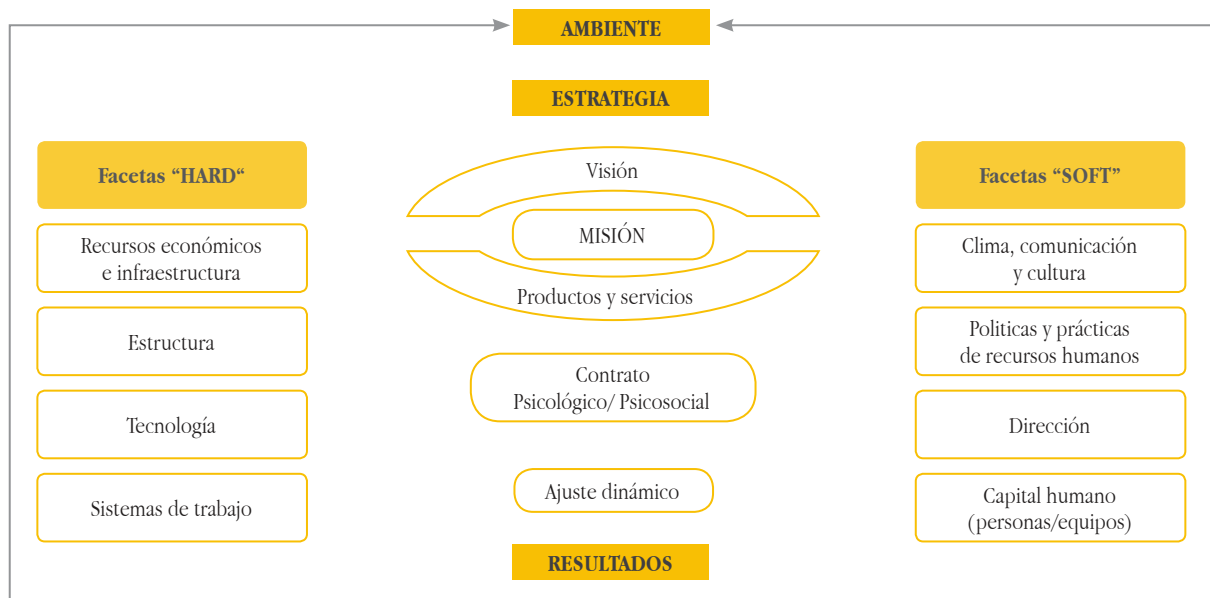 AMBIENTE
ESTRATEGIA
Facetas “HARD“
Recursos económicos
e infraestructura
Estructura
Tecnología
Sistemas de trabajo
Visión
MISIÓN
Productos y servicios
Contrato
Psicológico/ Psicosocial
Ajuste dinámico
RESULTADOS
Facetas “SOFT”
Clima, comunicación
y cultura
Politicas y prácticas
de recursos humanos
Dirección
Capital humano
(personas/equipos)